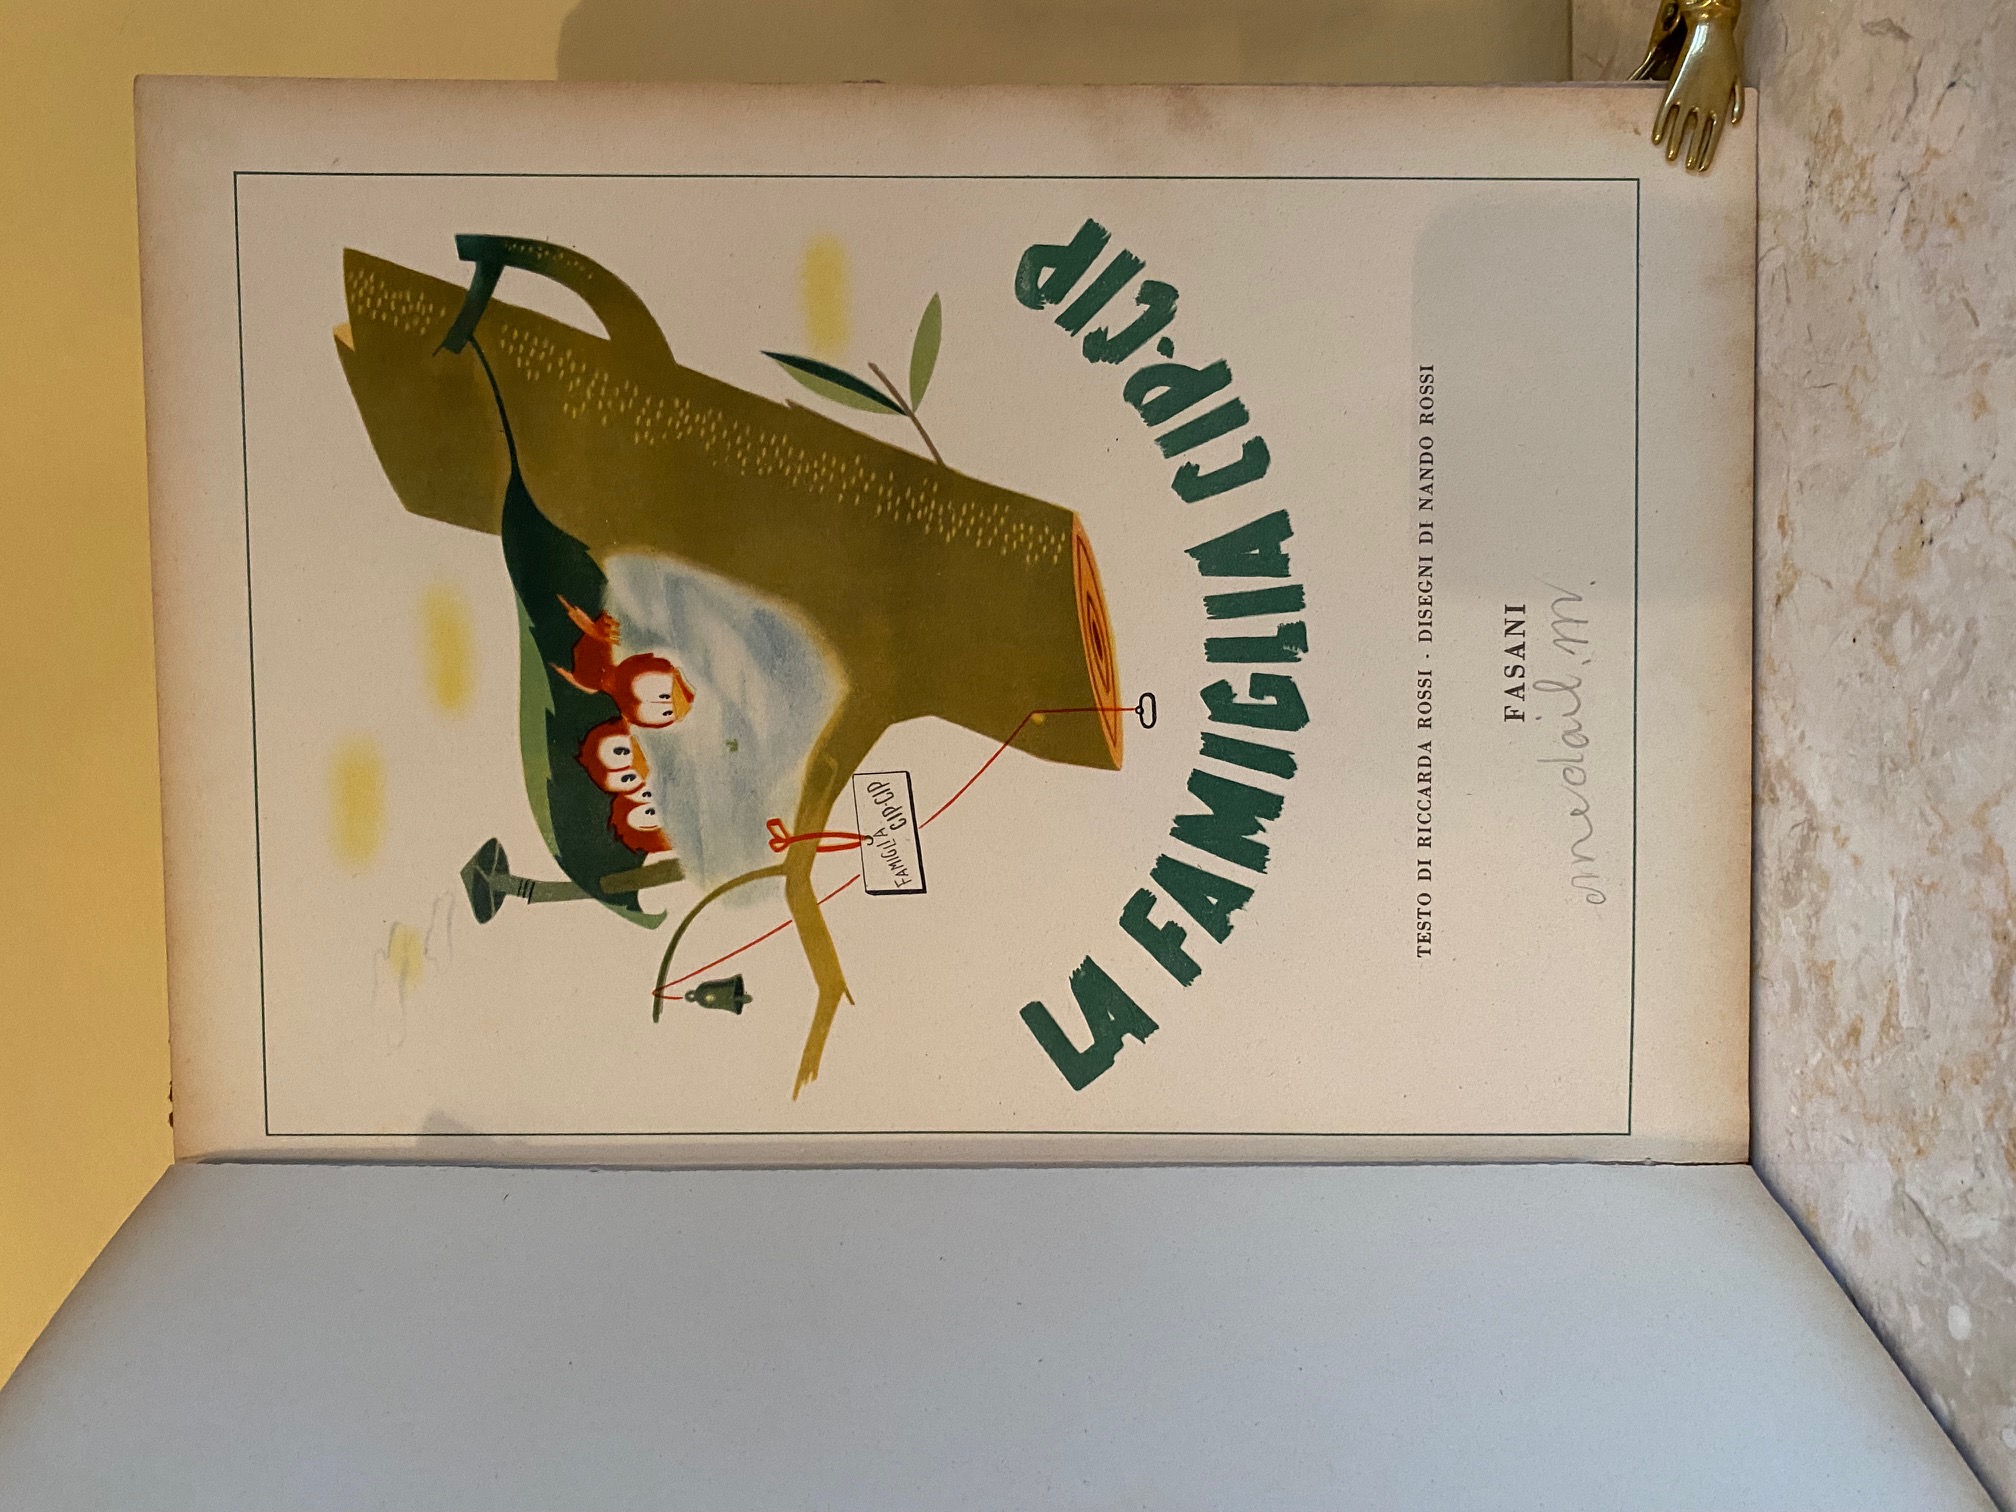 FAMIGLIA
CIP-CIP
LA FAMIGLIA CIP-CIP
TESTO DI RICCARDA ROSSI - DISEGNI DI NANDO ROSSI
FASANI